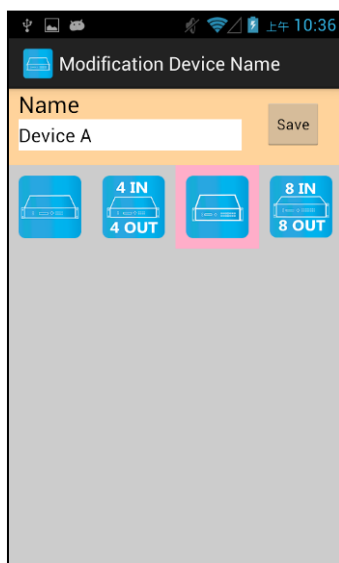 上午 10:36
Modification Device Name
Name
Device A
Save
4 IN
4 OUT
8 IN
8 OUT